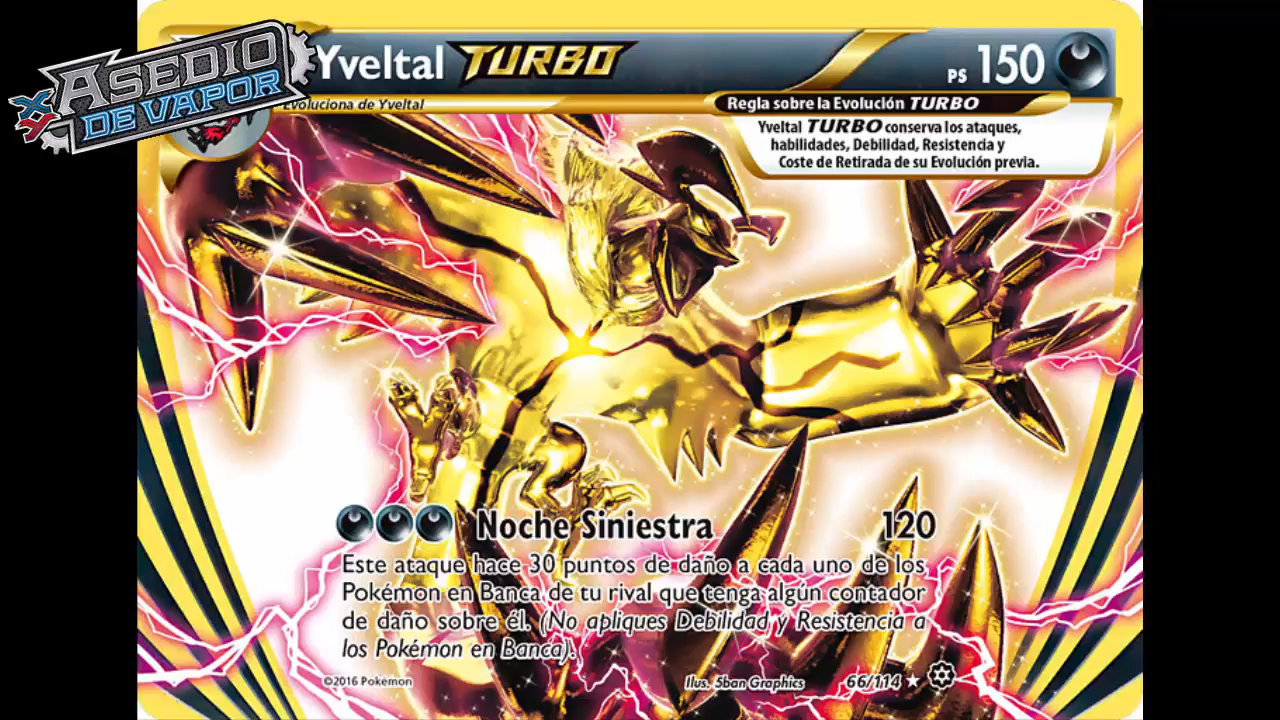 XY
ASEDIO
DE VAPOR
Yveltal TURBO
PS 150
Evoluciona de Yveltal
Regla sobre la Evolución TURBO
Yveltal TURBO conserva los ataques,
habilidades, Debilidad, Resistencia y
Coste de Retirada de su Evolución previa.
Noche Siniestra 120
Este ataque hace 30 puntos de daño a cada uno de los
Pokémon en Banca de tu rival que tenga algún contador
de daño sobre él. (No apliques Debilidad y Resistencia a
los Pokémon en Banca).
©2016 Pokemon
Ilus. 5ban Graphics
66/114